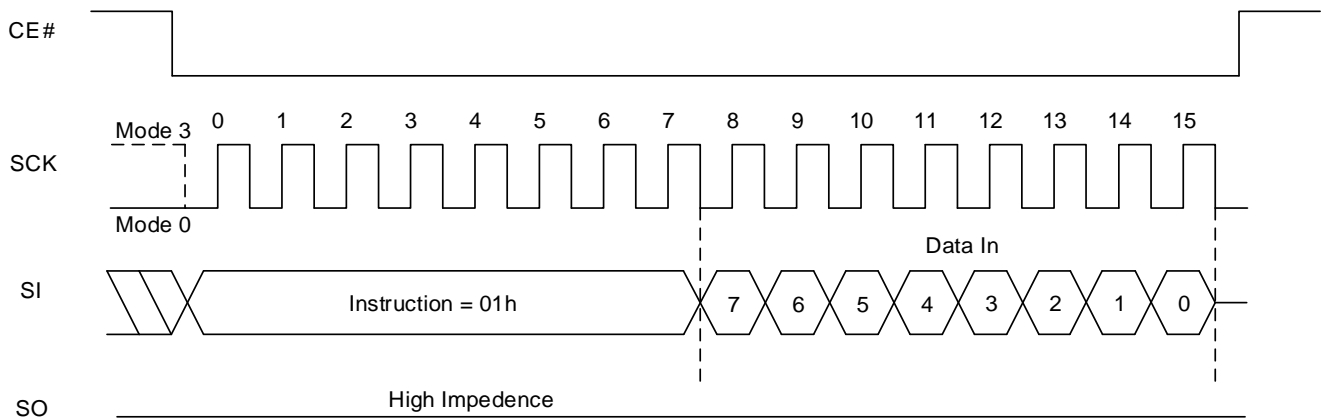 CE#
Mode 3
0 1 2 3 4 5 6 7 8 9 10 11 12 13 14 15
SCK
Mode 0
Data In
SI
Instruction = 01h
7 6 5 4 3 2 1 0
High Impedence
SO